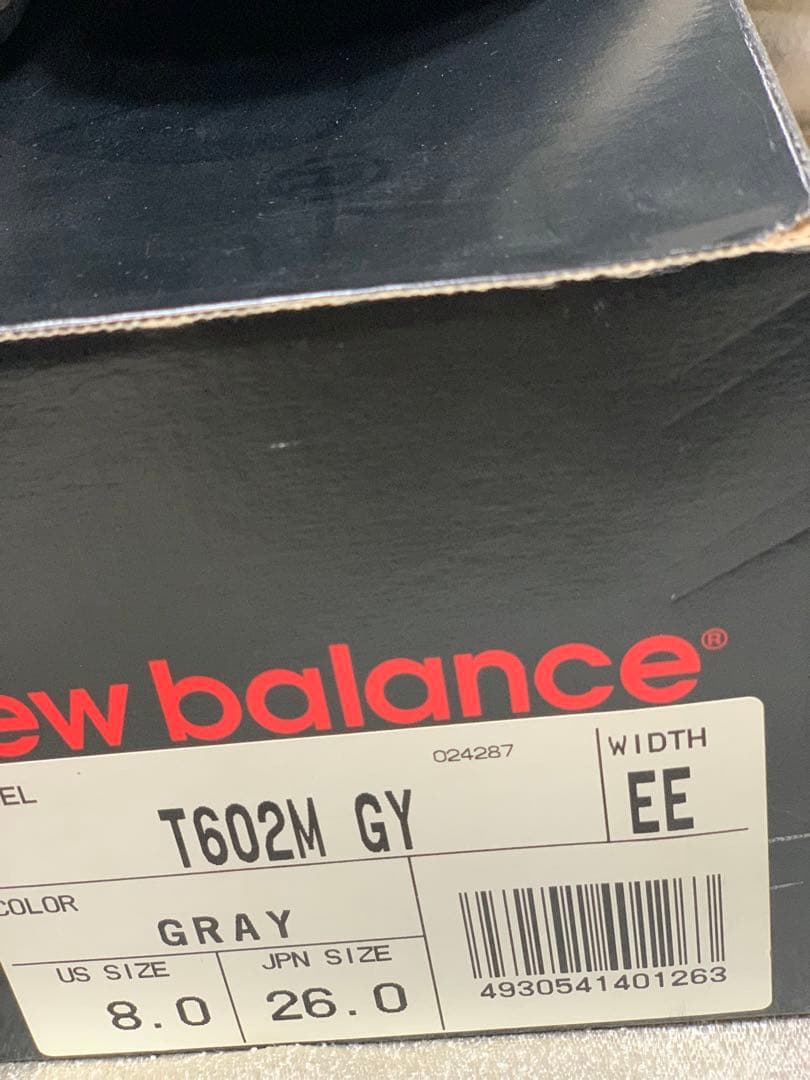 ew balance®
EL
024287
WIDTH
T602M GY
EE
COLOR
GRAY
US SIZE
JPN SIZE
8.0
26.0
4930541401263